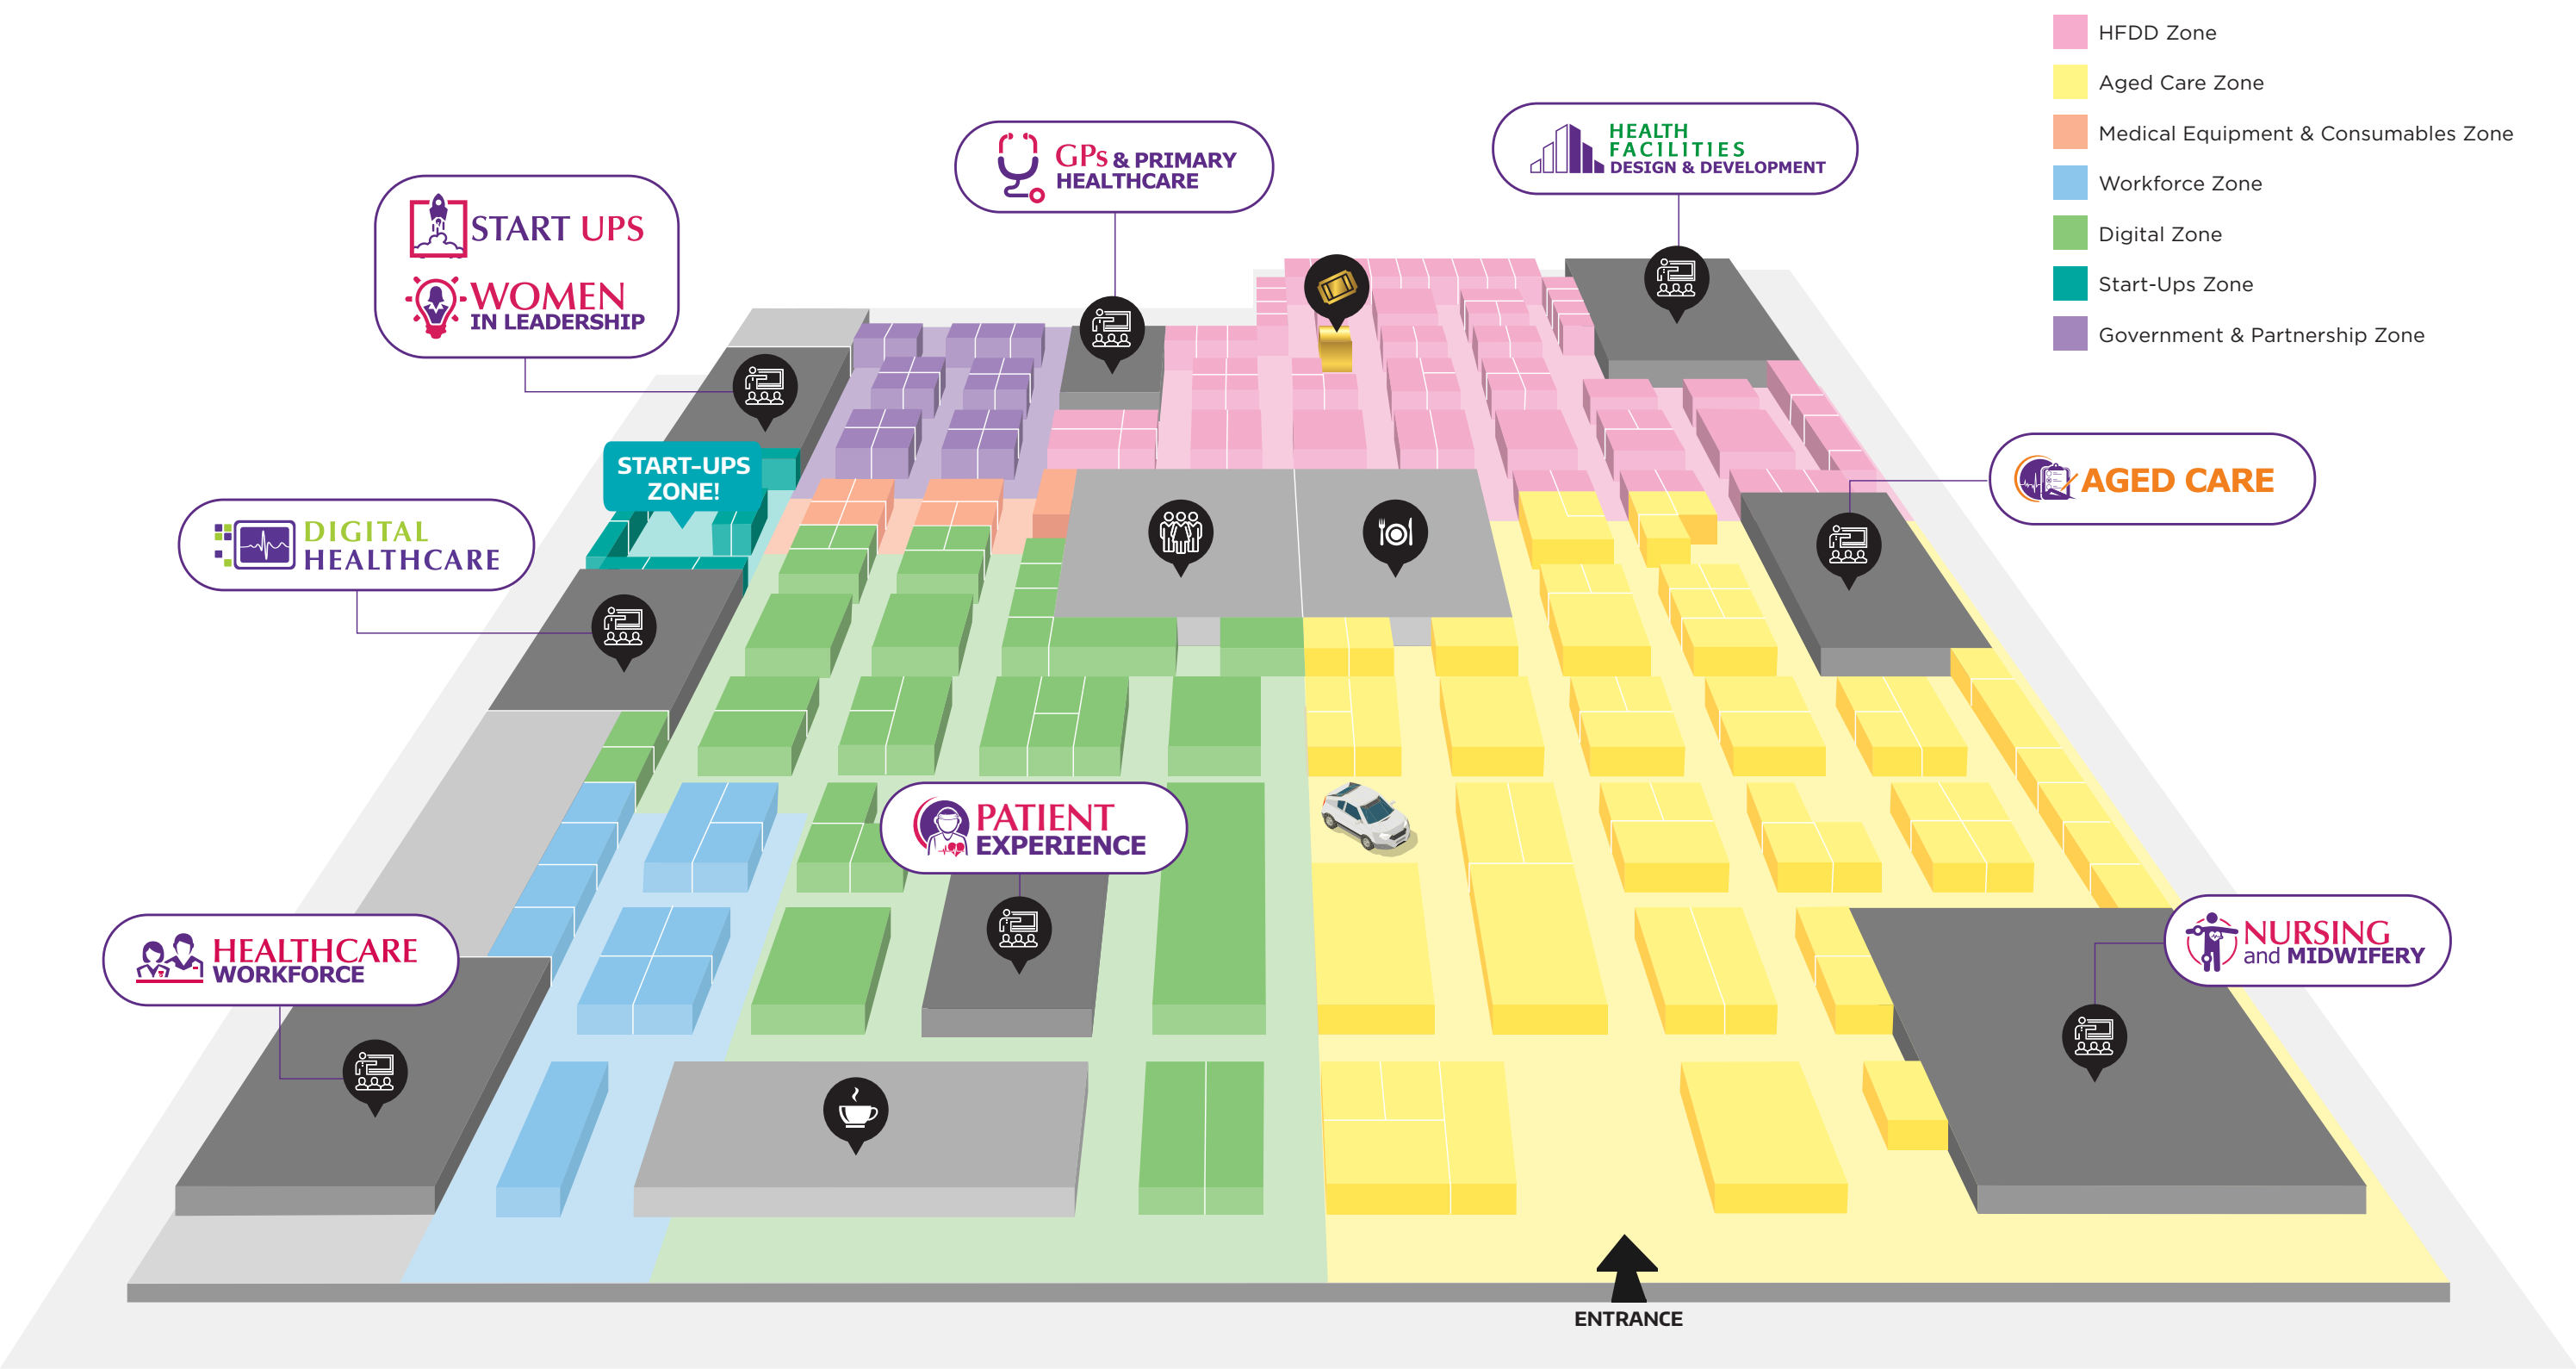 HFDD Zone
Aged Care Zone
Medical Equipment & Consumables Zone
Workforce Zone
Digital Zone
Start-Ups Zone
Government & Partnership Zone
HEALTH
FACILITIES
DESIGN & DEVELOPMENT
GPs & PRIMARY
HEALTHCARE
START UPS
WOMEN
IN LEADERSHIP
START-UPS
ZONE!
AGED CARE
DIGITAL
HEALTHCARE
PATIENT
EXPERIENCE
HEALTHCARE
WORKFORCE
NURSING
and MIDWIFERY
ENTRANCE